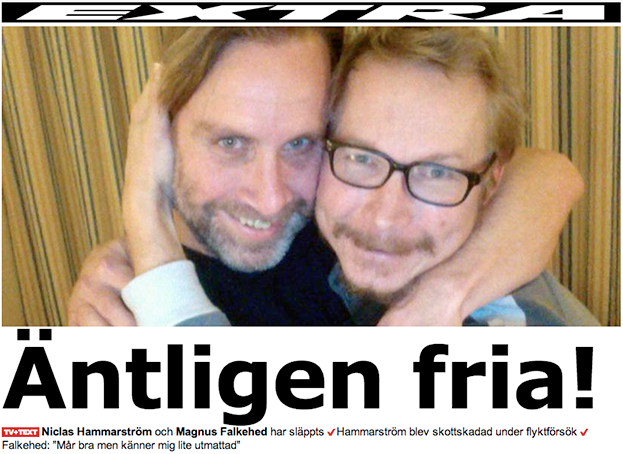 EXTRA
Äntligen fria!
TV+TEXT Niclas Hammarström och Magnus Falkehed har släppts ✓Hammarström blev skottskadad under flyktförsök ✓
Falkehed: "Mår bra men känner mig lite utmattad"